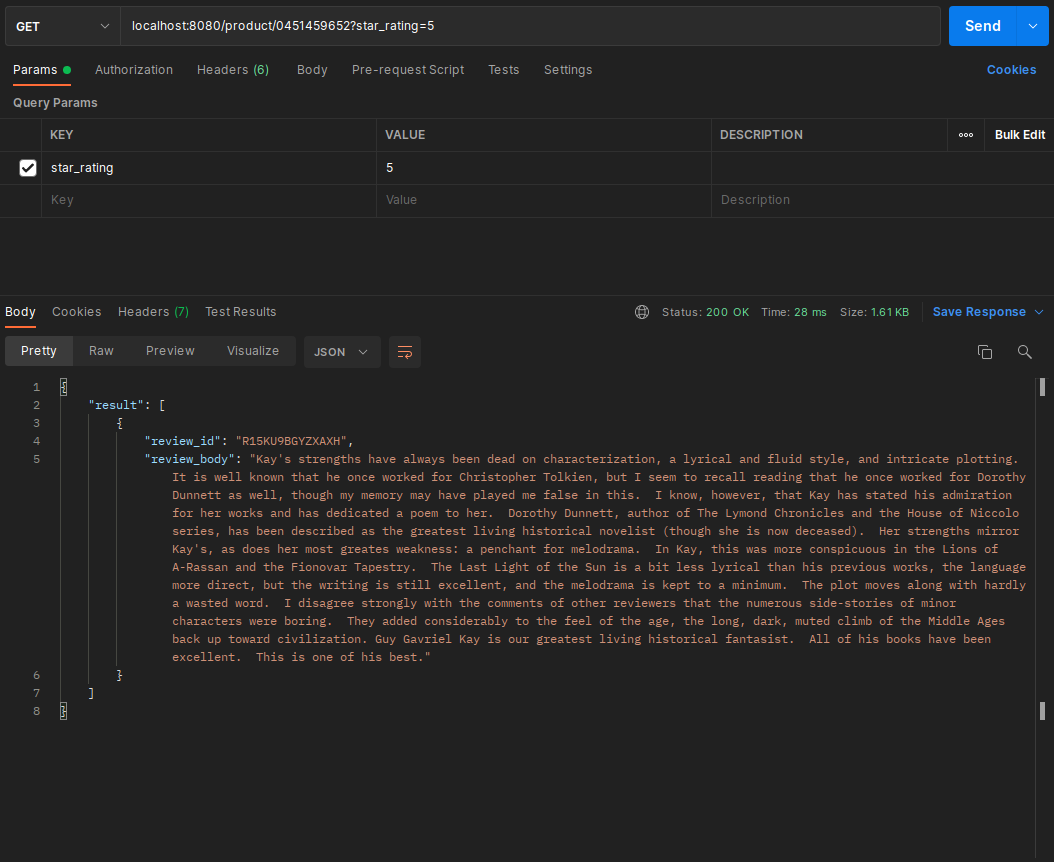 GET localhost:8080/product/0451459652?star_rating=5 Send
Params Authorization Headers (6) Body Pre-request Script Tests Settings Cookies
Query Params
KEY VALUE DESCRIPTION ooo Bulk Edit
star_rating 5
Key Value Description
Body Cookies Headers (7) Test Results Status: 200 OK Time: 28 ms Size: 1.61 KB Save Response
Pretty Raw Preview Visualize JSON
1 {
2 "result": [
3 {
4 "review_id": "R15KU9BGYZXAXH",
5 "review_body": "Kay's strengths have always been dead on characterization, a lyrical and fluid style, and intricate plotting.
It is well known that he once worked for Christopher Tolkien, but I seem to recall reading that he once worked for Dorothy
Dunnett as well, though my memory may have played me false in this.  I know, however, that Kay has stated his admiration
for her works and has dedicated a poem to her.  Dorothy Dunnett, author of The Lymond Chronicles and the House of Niccolo
series, has been described as the greatest living historical novelist (though she is now deceased).  Her strengths mirror
Kay's, as does her most greates weakness: a penchant for melodrama.  In Kay, this was more conspicuous in the Lions of
A-Rassan and the Fionovar Tapestry.  The Last Light of the Sun is a bit less lyrical than his previous works, the language
more direct, but the writing is still excellent, and the melodrama is kept to a minimum.  The plot moves along with hardly
a wasted word.  I disagree strongly with the comments of other reviewers that the numerous side-stories of minor
characters were boring.  They added considerably to the feel of the age, the long, dark, muted climb of the Middle Ages
back up toward civilization. Guy Gavriel Kay is our greatest living historical fantasist.  All of his books have been
excellent.  This is one of his best."
6 }
7 ]
8 }